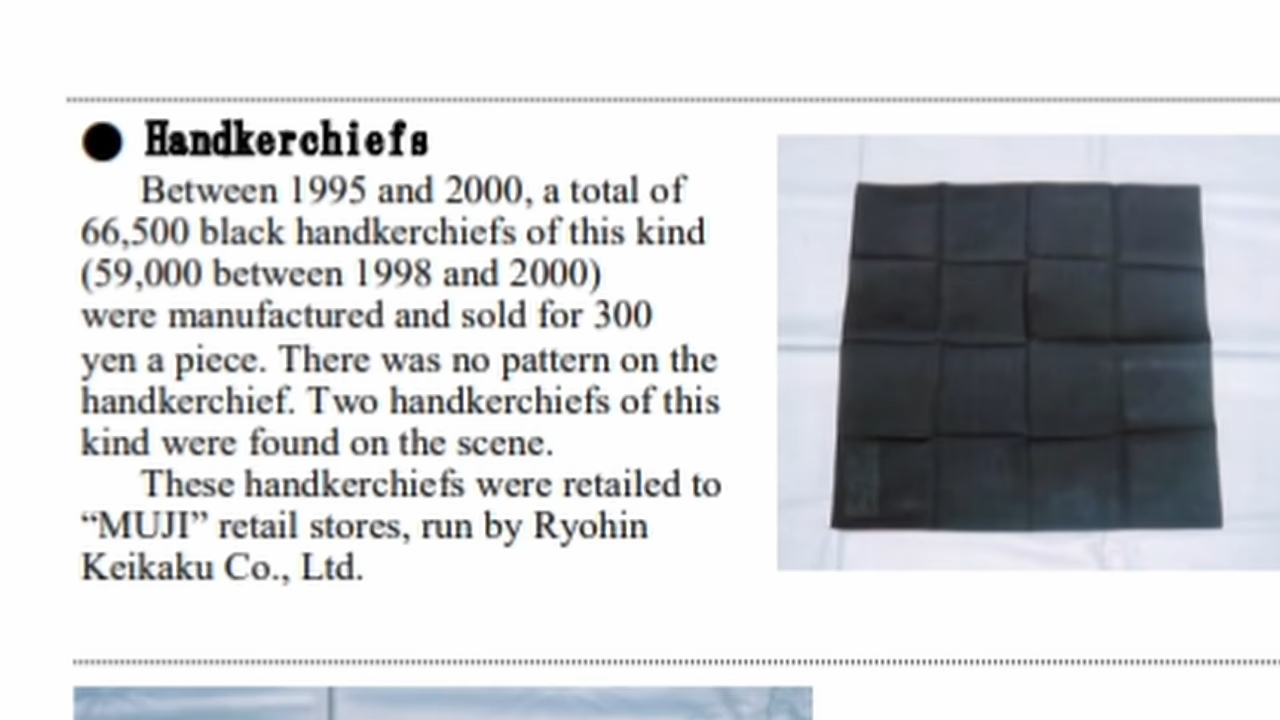 ● Handkerchiefs
Between 1995 and 2000, a total of
66,500 black handkerchiefs of this kind
(59,000 between 1998 and 2000)
were manufactured and sold for 300
yen a piece. There was no pattern on the
handkerchief. Two handkerchiefs of this
kind were found on the scene.
These handkerchiefs were retailed to
“MUJI” retail stores, run by Ryohin
Keikaku Co., Ltd.